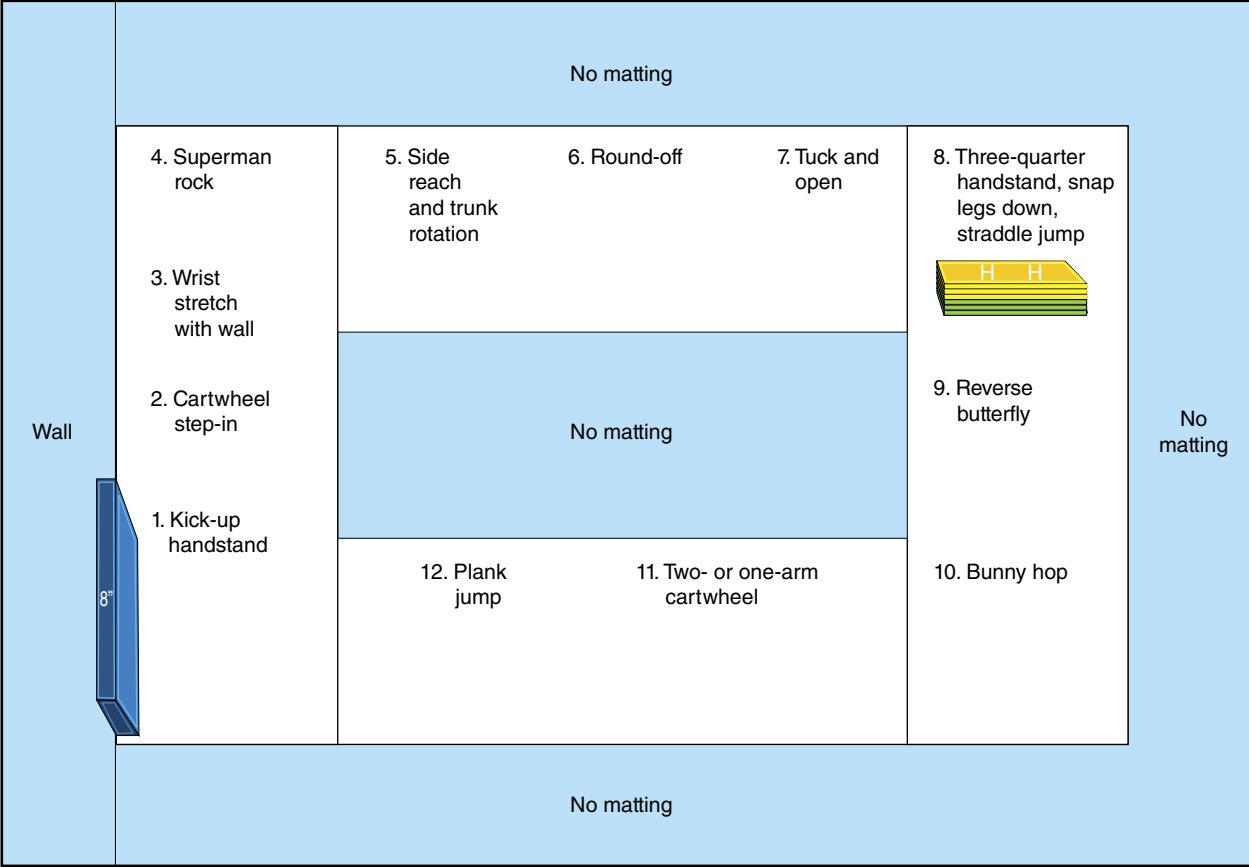 No matting
4. Superman
rock
5. Side
reach
and trunk
rotation
6. Round-off
7. Tuck and
open
8. Three-quarter
handstand, snap
legs down,
straddle jump
H H
3. Wrist
stretch
with wall
2. Cartwheel
step-in
9. Reverse
butterfly
Wall
No matting
No
matting
1. Kick-up
handstand
8”
12. Plank
jump
11. Two- or one-arm
cartwheel
10. Bunny hop
No matting